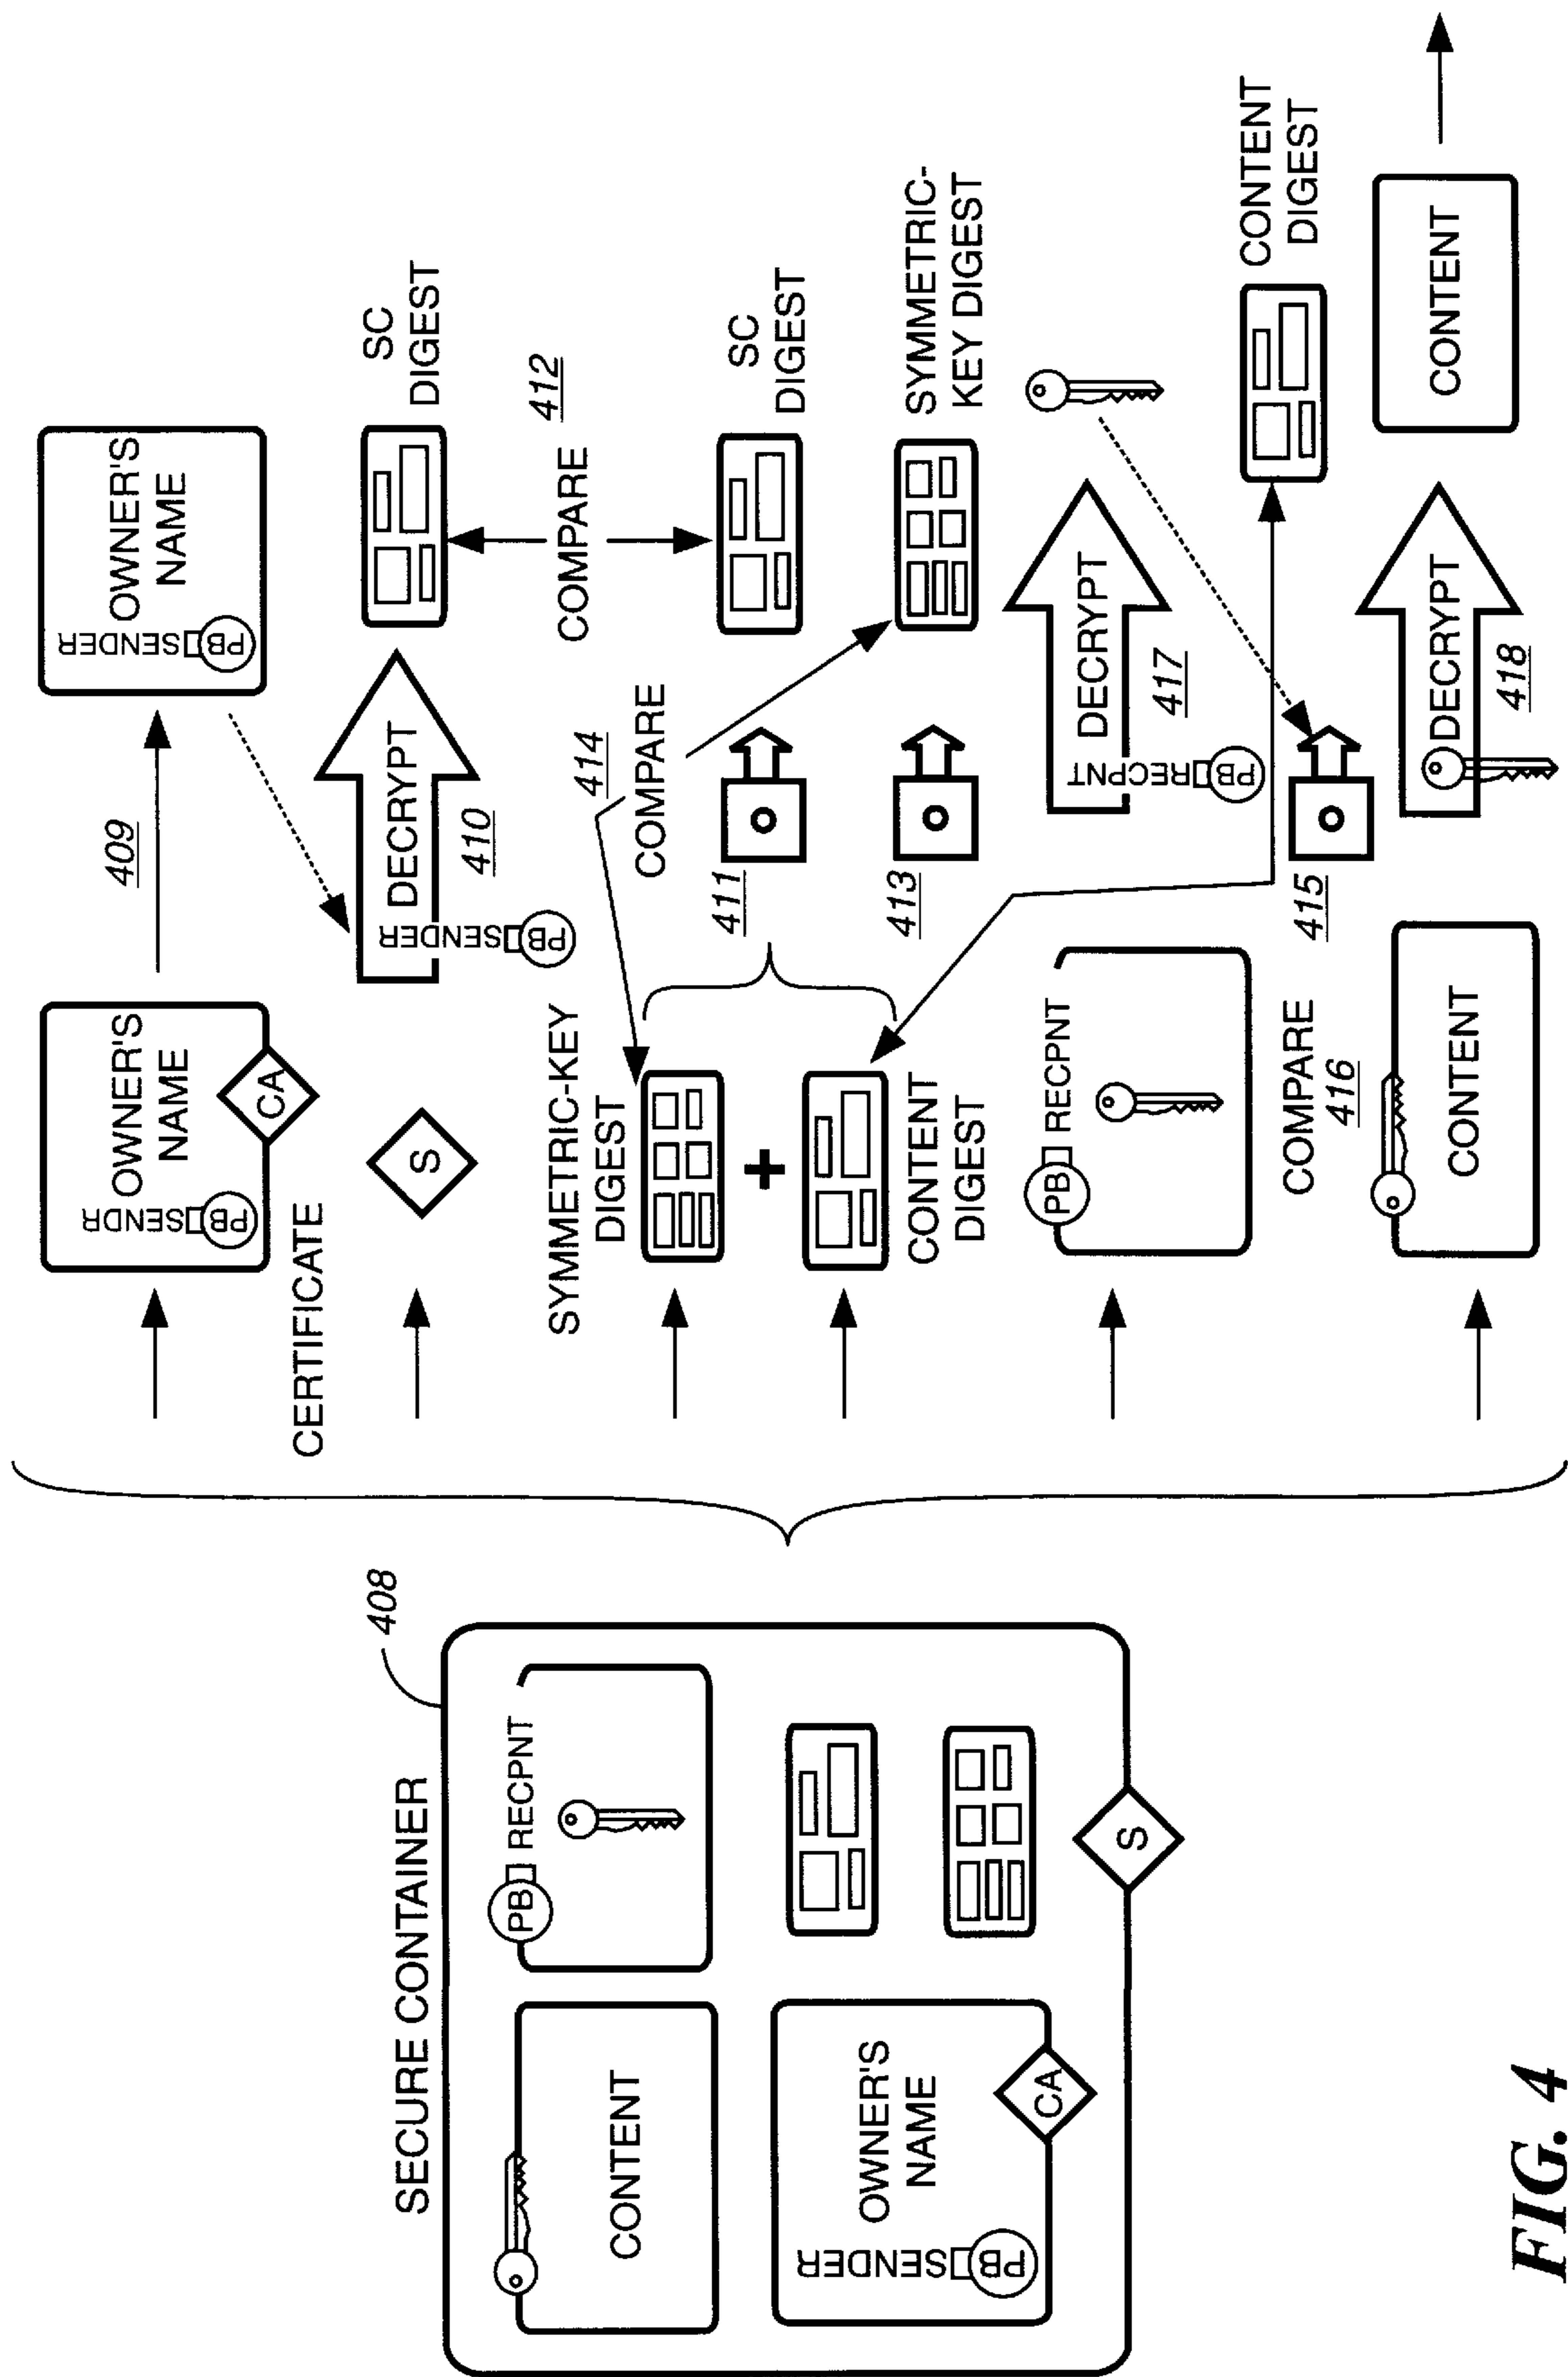 SECURE CONTAINER
408
CONTENT
PB RECPNT
OWNER'S
NAME
SENDER
PB
CA
S
OWNER'S
NAME
SENDR
PB
CA
CERTIFICATE
409
OWNER'S
NAME
SENDER
PB
S
DECRYPT
SENDER
PB
410
SC
DIGEST
COMPARE
412
SYMMETRIC-KEY
DIGEST
+
CONTENT
DIGEST
414
COMPARE
411
SC
DIGEST
413
SYMMETRIC-
KEY DIGEST
PB RECPNT
DECRYPT
RECPNT
PB
417
COMPARE
416
415
CONTENT
DIGEST
CONTENT
DECRYPT
418
CONTENT
FIG. 4